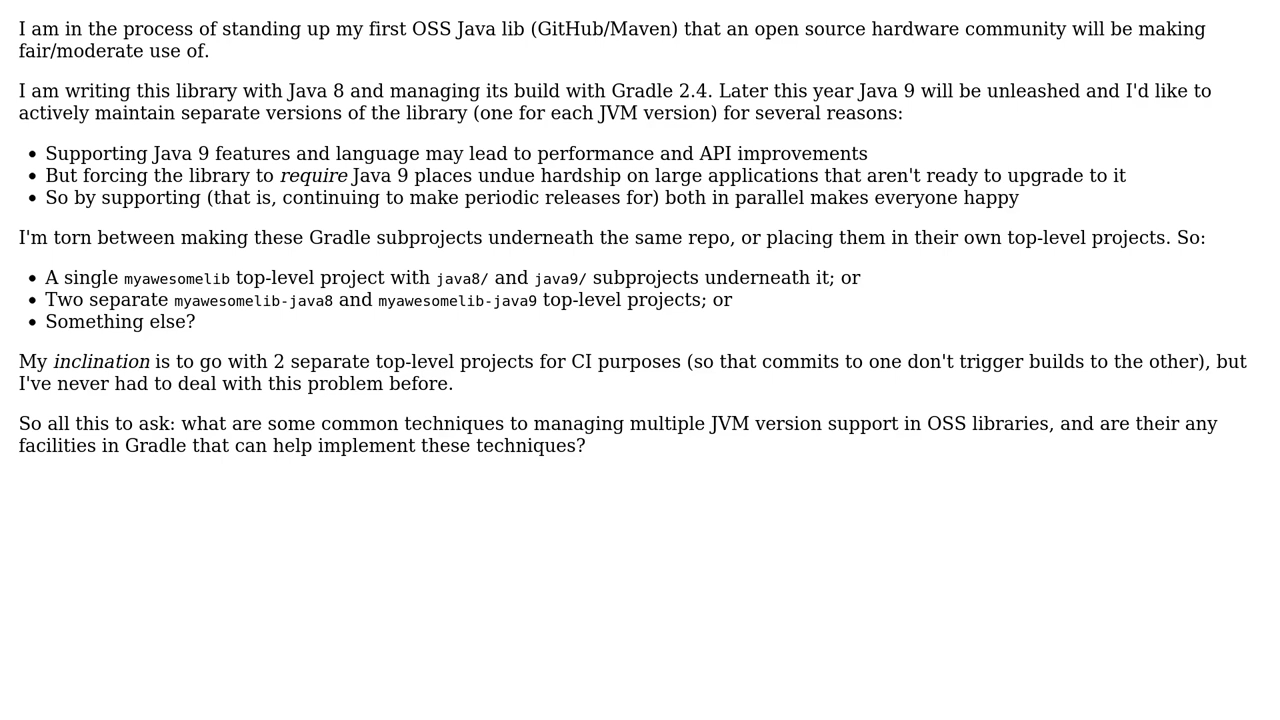 I am in the process of standing up my first OSS Java lib (GitHub/Maven) that an open source hardware community will be making
fair/moderate use of.
I am writing this library with Java 8 and managing its build with Gradle 2.4. Later this year Java 9 will be unleashed and I'd like to
actively maintain separate versions of the library (one for each JVM version) for several reasons:
• Supporting Java 9 features and language may lead to performance and API improvements
• But forcing the library to require Java 9 places undue hardship on large applications that aren't ready to upgrade to it
• So by supporting (that is, continuing to make periodic releases for) both in parallel makes everyone happy
I'm torn between making these Gradle subprojects underneath the same repo, or placing them in their own top-level projects. So:
• A single myawesomelib top-level project with java8/ and java9/ subprojects underneath it; or
• Two separate myawesomelib-java8 and myawesomelib-java9 top-level projects; or
• Something else?
My inclination is to go with 2 separate top-level projects for CI purposes (so that commits to one don't trigger builds to the other), but
I've never had to deal with this problem before.
So all this to ask: what are some common techniques to managing multiple JVM version support in OSS libraries, and are their any
facilities in Gradle that can help implement these techniques?